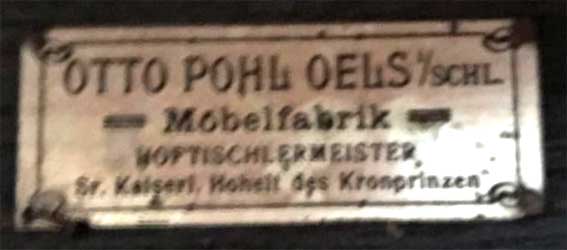 OTTO POHL OELS i/SCHL.
Möbelfabrik
HOFTISCHLERMEISTER
Sr. Kaiserl. Hoheit des Kronprinzen